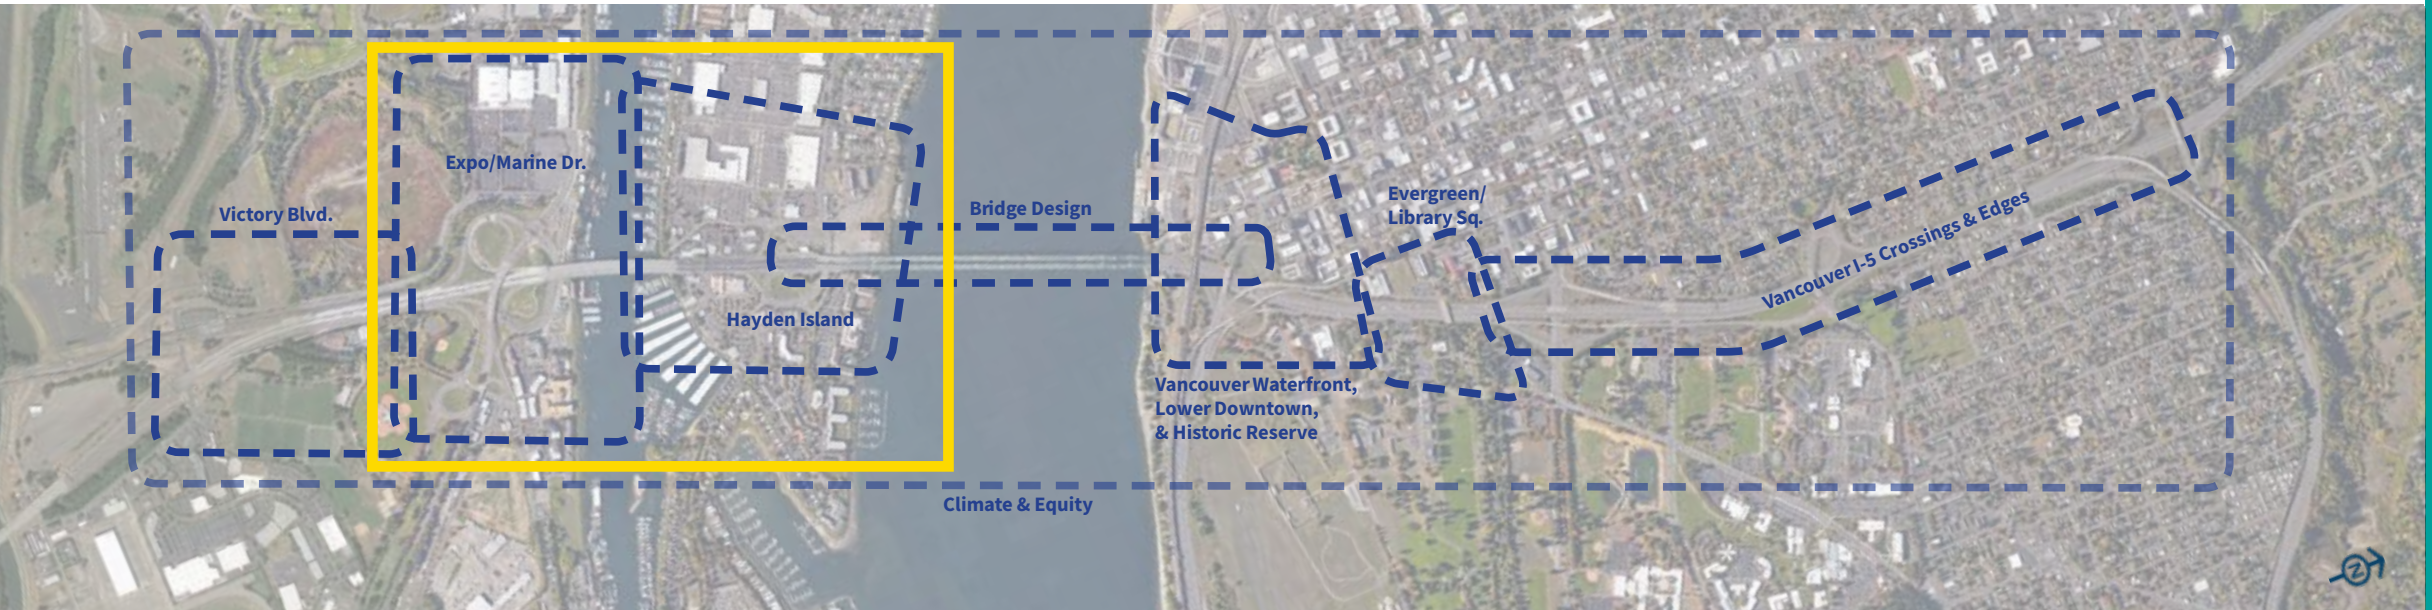 Expo/Marine Dr.
Victory Blvd.
Bridge Design
Evergreen/
Library Sq.
Vancouver I-5 Crossings & Edges
Hayden Island
Vancouver Waterfront,
Lower Downtown,
& Historic Reserve
Climate & Equity
N